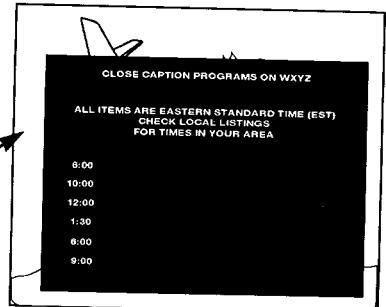 CLOSE CAPTION PROGRAMS ON WXYZ
ALL ITEMS ARE EASTERN STANDARD TIME (EST)
CHECK LOCAL LISTINGS
FOR TIMES IN YOUR AREA
6:00
10:00
12:00
1:30
6:00
9:00